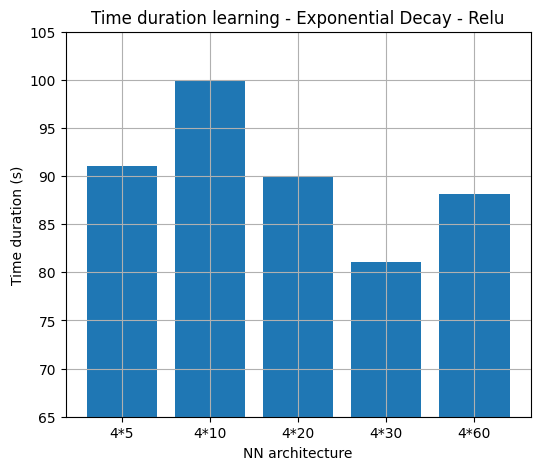 Time duration learning - Exponential Decay - Relu
105
100
95
90
85
80
75
70
65
Time duration (s)
4*5 4*10 4*20 4*30 4*60
NN architecture